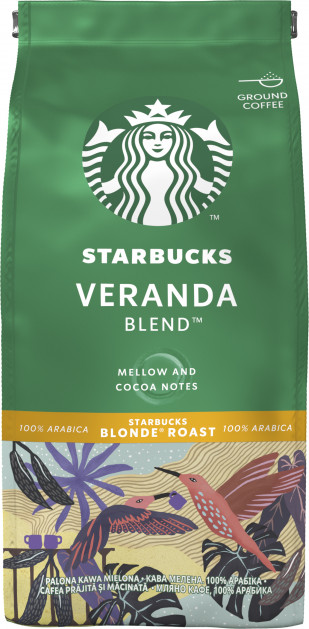 GROUND
COFFEE
TM
STARBUCKS
VERANDA
BLEND™
MELLOW AND
COCOA NOTES
100% ARABICA
STARBUCKS
BLONDE® ROAST
100% ARABICA
PALONA KAWA MIELONA • КАВА МЕЛЕНА, 100% АРАБІКА •
CAFEA PRĂJITĂ ȘI MĂCINATĂ • МЛЯНО КАФЕ, 100% АРАБИКА